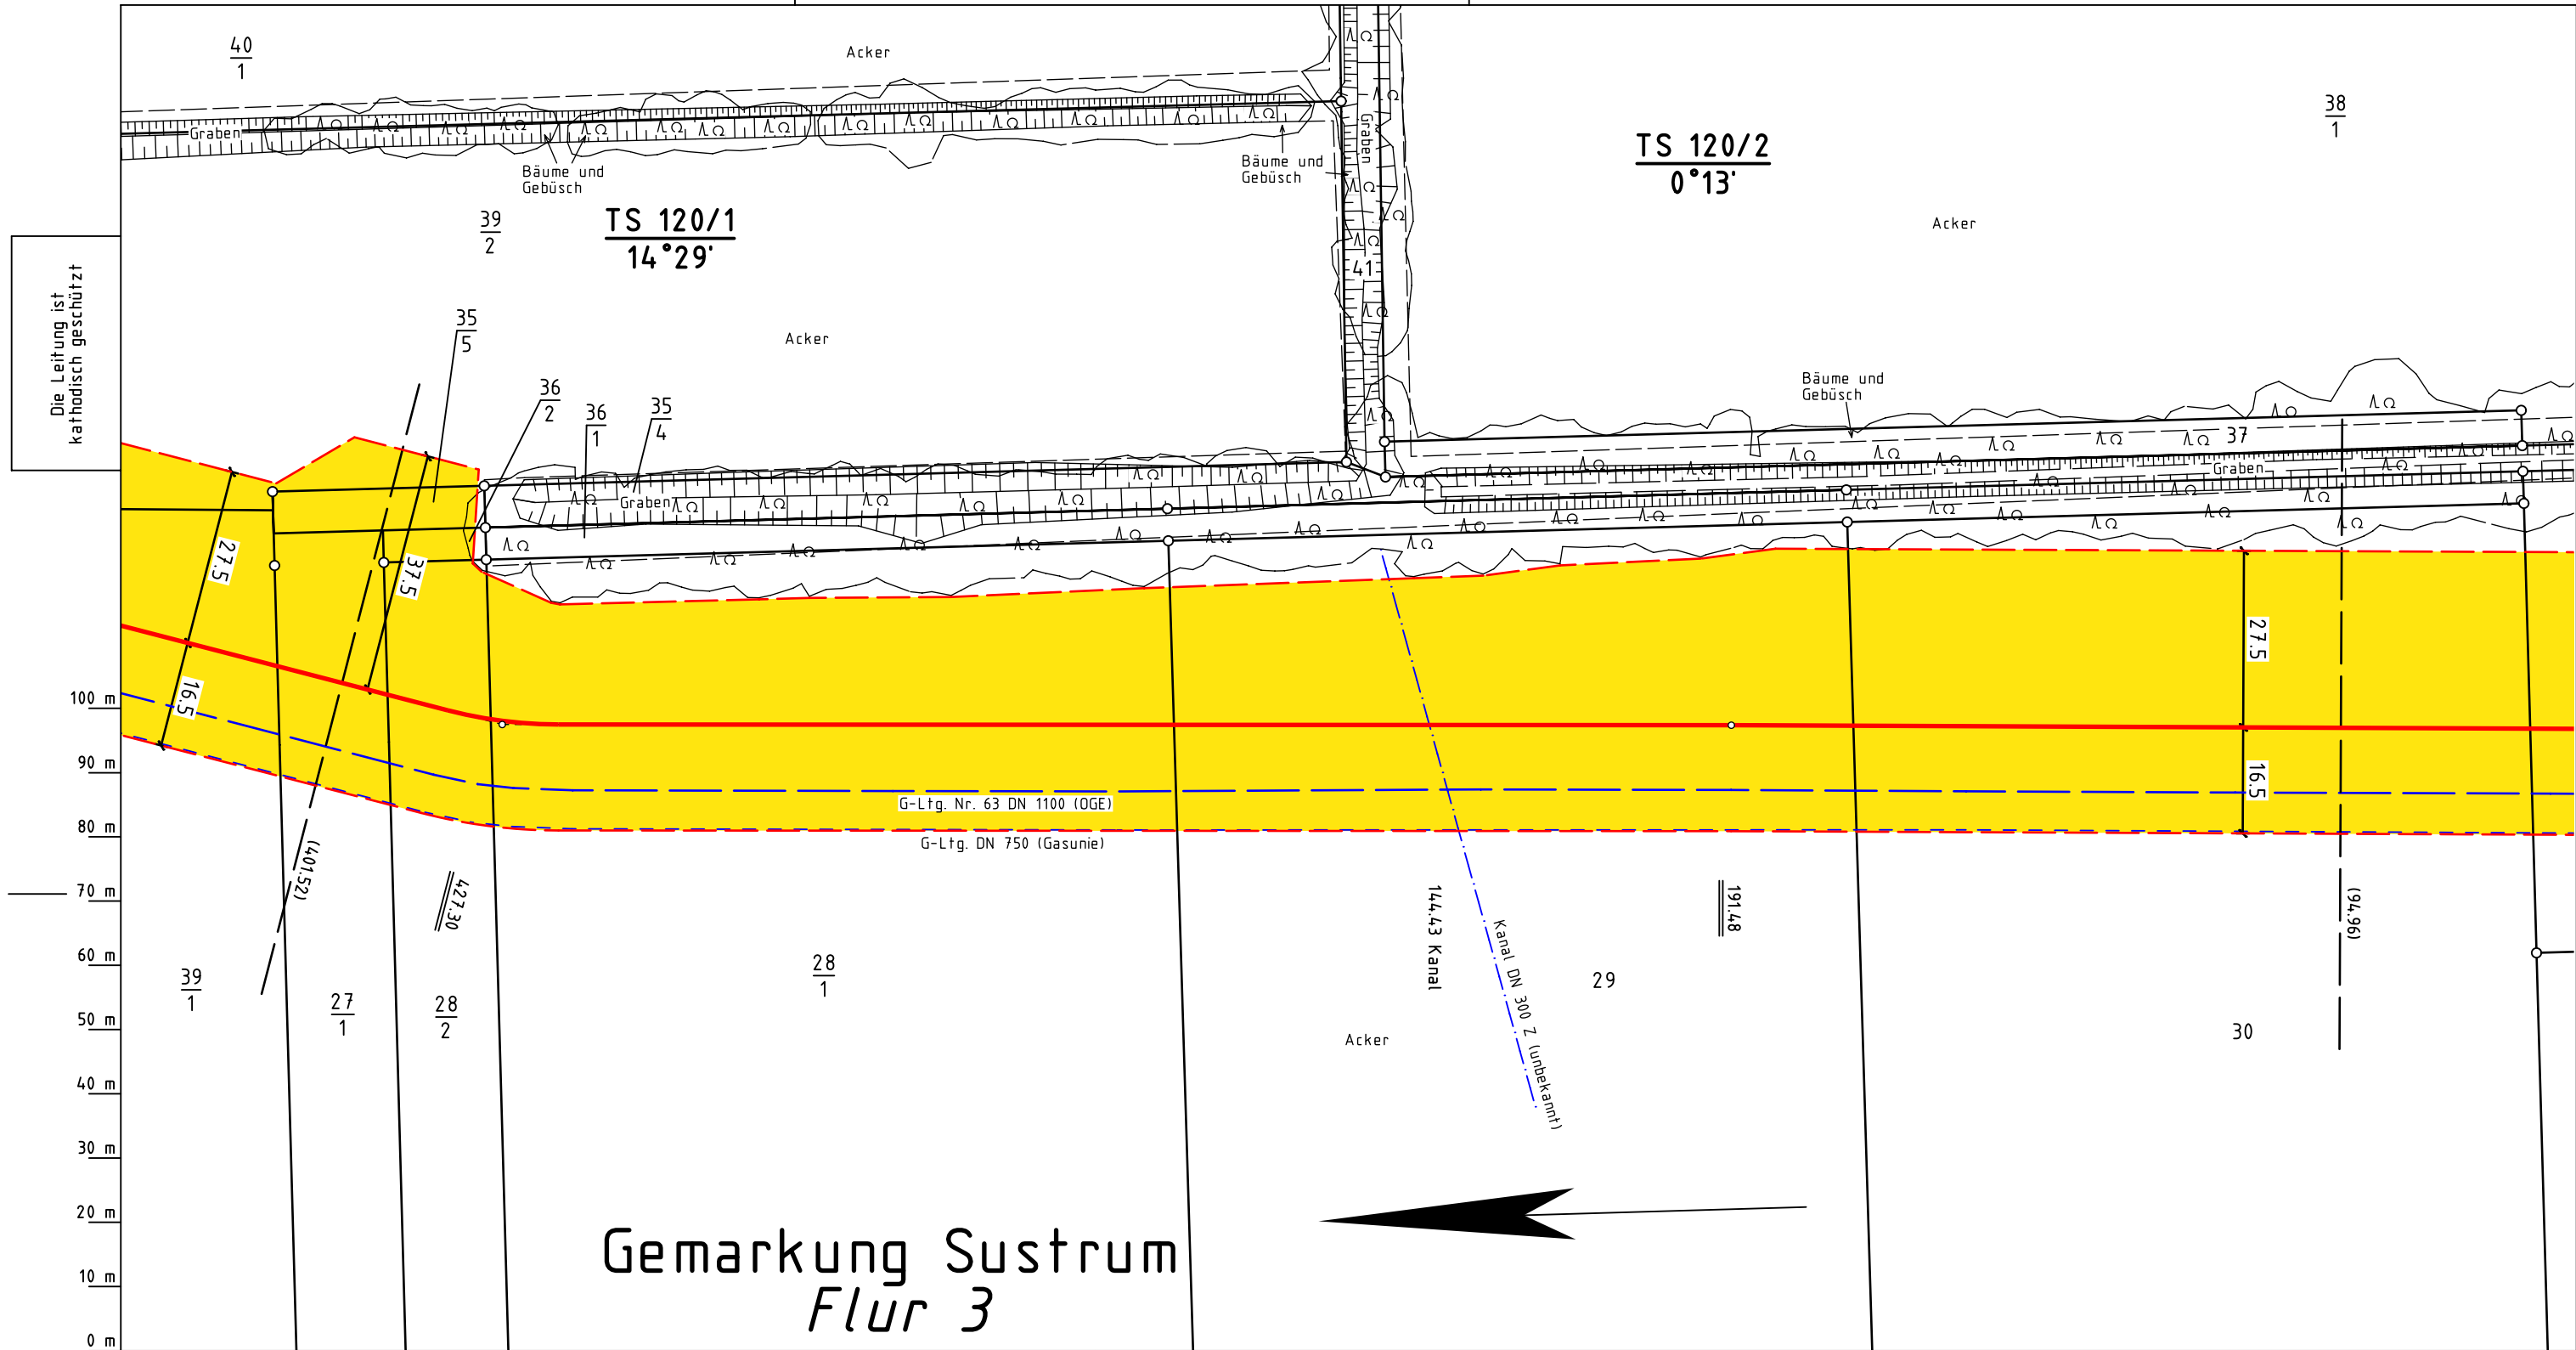 40
1
Acker
38
1
Graben
Graben
TS 120/2
0°13'
Bäume und
Gebüsch
Bäume und
Gebüsch
39
2
TS 120/1
14°29'
Acker
41
Die Leitung ist
kathodisch geschützt
35
5
Acker
36
2
36
1
35
4
Bäume und
Gebüsch
37
Graben
Graben
27.5
37.5
27.5
16.5
16.5
100 m
90 m
80 m
70 m
60 m
50 m
40 m
30 m
20 m
10 m
0 m
G-Ltg. Nr. 63 DN 1100 (OGE)
G-Ltg. DN 750 (Gasunie)
(401.52)
427.30
144.43 Kanal
191.48
(94.96)
Kanal DN 300 Z (unbekannt)
39
1
27
1
28
2
28
1
29
30
Acker
Gemarkung Sustrum
Flur 3